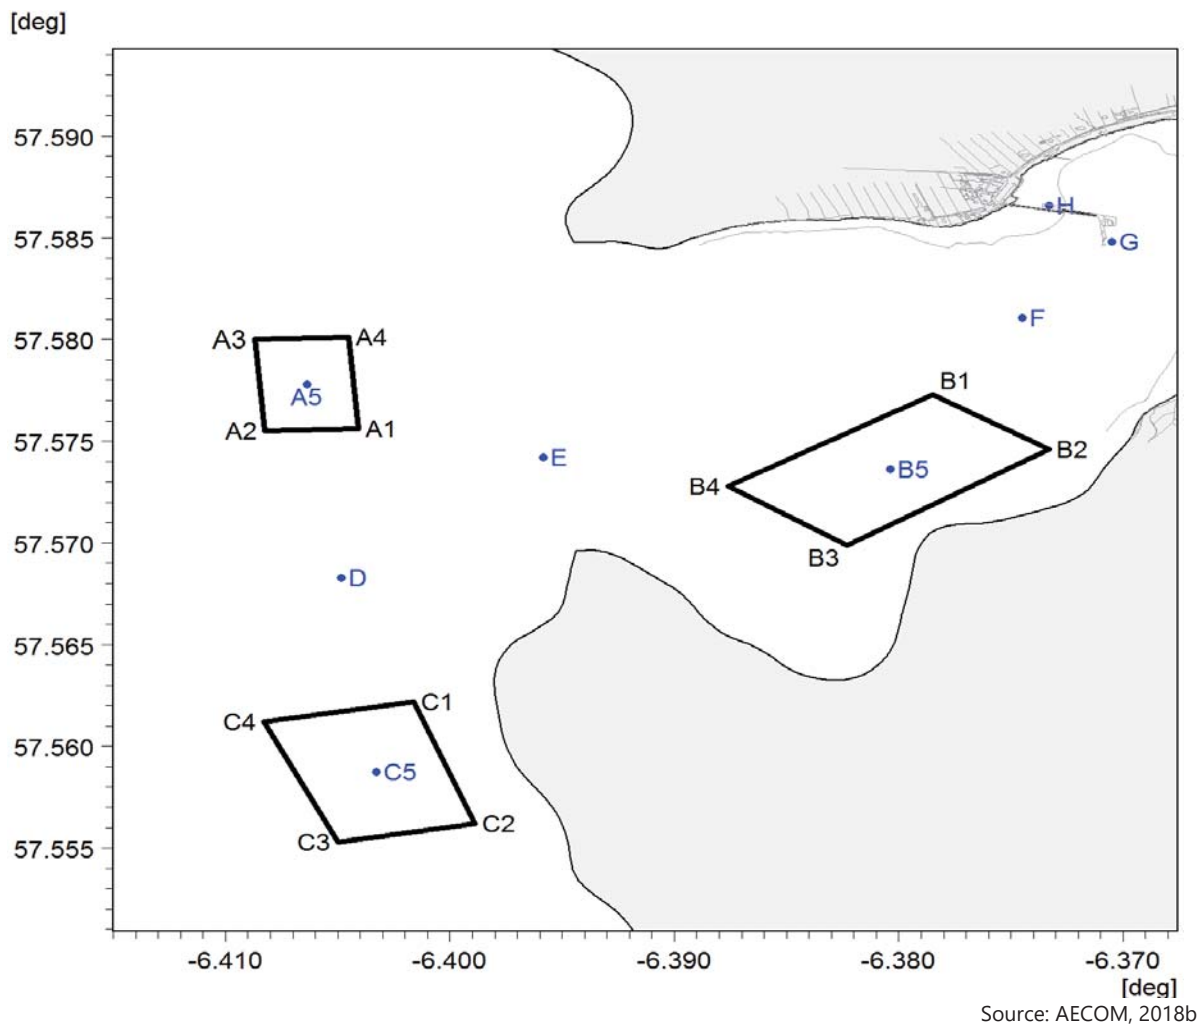 [deg]
57.590
57.585
57.580
57.575
57.570
57.565
57.560
57.555
H
G
F
A3
A4
A5
A2
A1
B1
B2
E
B5
B4
B3
D
C1
C4
C5
C2
C3
-6.410
-6.400
-6.390
-6.380
-6.370
[deg]
Source: AECOM, 2018b